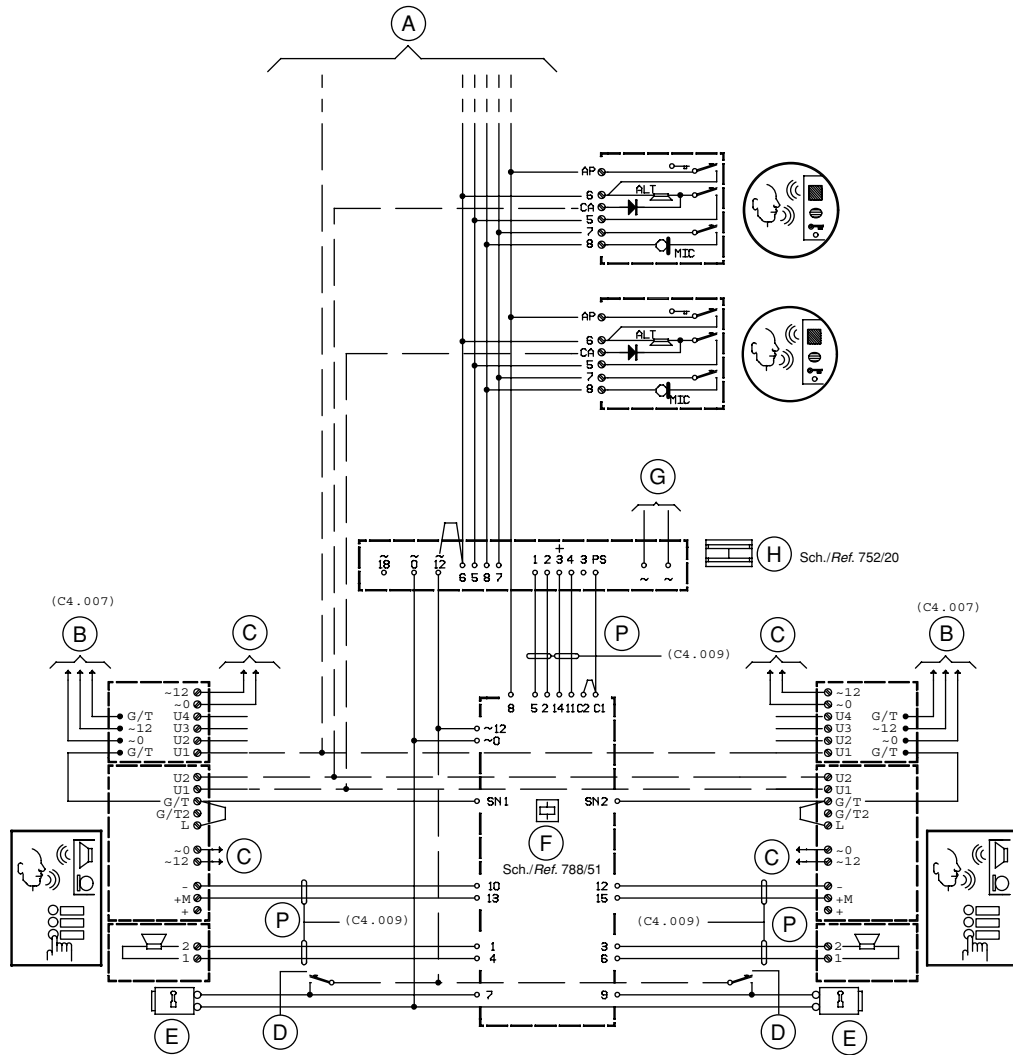 A
AP
6 ALT
CA
5
7
8 MIC
AP
6 ALT
CA
5
7
8 MIC
G
~ ~ ~ +
18 0 12 6 5 8 7 1 2 3 4 3 PS ~ ~
H Sch./Ref. 752/20
(C4.007)
B
C
P
(C4.009)
C
(C4.007)
B
8 5 2 14 11 C2 C1
~12
~0
~12
~0
G/T U4
~12 U3
~0 U2
G/T U1
~12
~0
U4 G/T
U3 ~12
U2 ~0
U1 G/T
U2
U1
G/T
G/T2
L
~0
~12
C
-
+M
+
SN1 SN2
F
Sch./Ref. 788/51
U2
U1
G/T
G/T2
L
C
~0
~12
-
+M
+
10 12
13 15
P (C4.009)
(C4.009) P
2
1
1 3
4 6
2
1
7 9
E
D
D
E